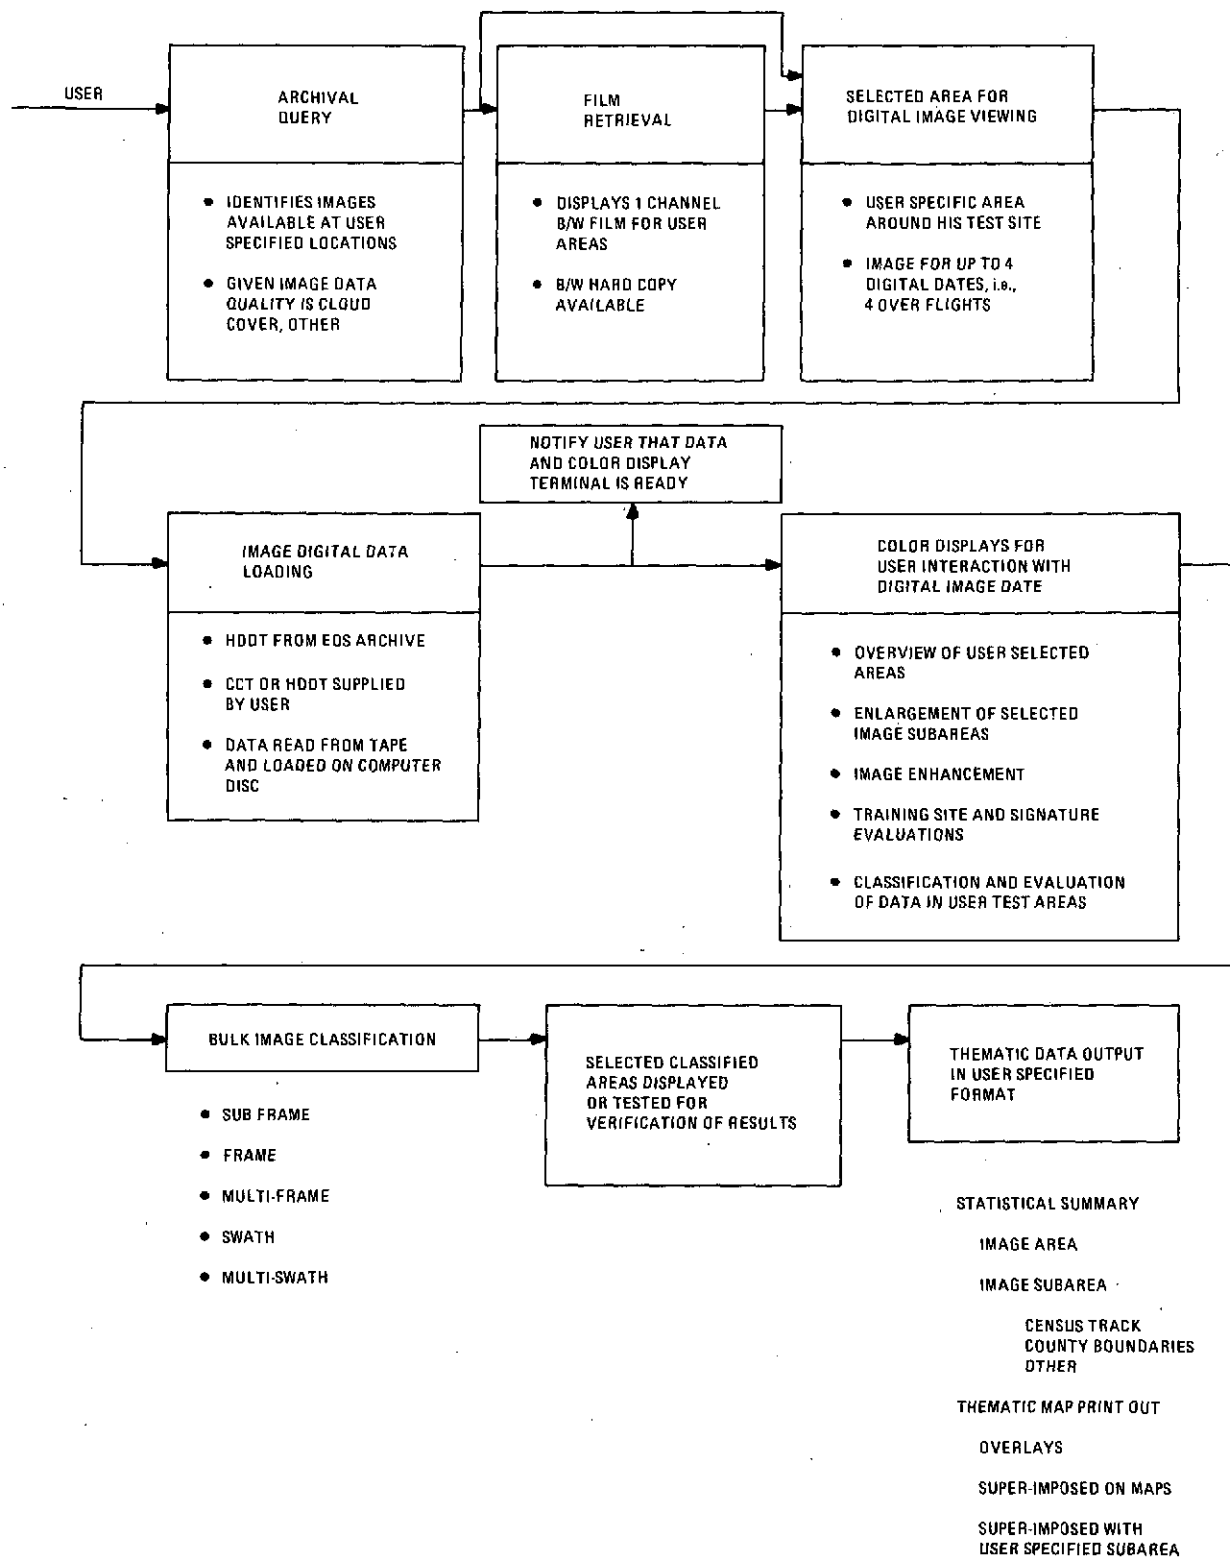 USER
ARCHIVAL
QUERY
• IDENTIFIES IMAGES
AVAILABLE AT USER
SPECIFIED LOCATIONS
• GIVEN IMAGE DATA
QUALITY IS CLOUD
COVER, OTHER
FILM
RETRIEVAL
• DISPLAYS 1 CHANNEL
B/W FILM FOR USER
AREAS
• B/W HARD COPY
AVAILABLE
SELECTED AREA FOR
DIGITAL IMAGE VIEWING
• USER SPECIFIC AREA
AROUND HIS TEST SITE
• IMAGE FOR UP TO 4
DIGITAL DATES, i.e.,
4 OVER FLIGHTS
NOTIFY USER THAT DATA
AND COLOR DISPLAY
TERMINAL IS READY
IMAGE DIGITAL DATA
LOADING
• HDDT FROM EOS ARCHIVE
• CCT OR HDDT SUPPLIED
BY USER
• DATA READ FROM TAPE
AND LOADED ON COMPUTER
DISC
COLOR DISPLAYS FOR
USER INTERACTION WITH
DIGITAL IMAGE DATE
• OVERVIEW OF USER SELECTED
AREAS
• ENLARGEMENT OF SELECTED
IMAGE SUBAREAS
• IMAGE ENHANCEMENT
• TRAINING SITE AND SIGNATURE
EVALUATIONS
• CLASSIFICATION AND EVALUATION
OF DATA IN USER TEST AREAS
BULK IMAGE CLASSIFICATION
• SUB FRAME
• FRAME
• MULTI-FRAME
• SWATH
• MULTI-SWATH
SELECTED CLASSIFIED
AREAS DISPLAYED
OR TESTED FOR
VERIFICATION OF RESULTS
THEMATIC DATA OUTPUT
IN USER SPECIFIED
FORMAT
STATISTICAL SUMMARY
IMAGE AREA
IMAGE SUBAREA
CENSUS TRACK
COUNTY BOUNDARIES
OTHER
THEMATIC MAP PRINT OUT
OVERLAYS
SUPER-IMPOSED ON MAPS
SUPER-IMPOSED WITH
USER SPECIFIED SUBAREA